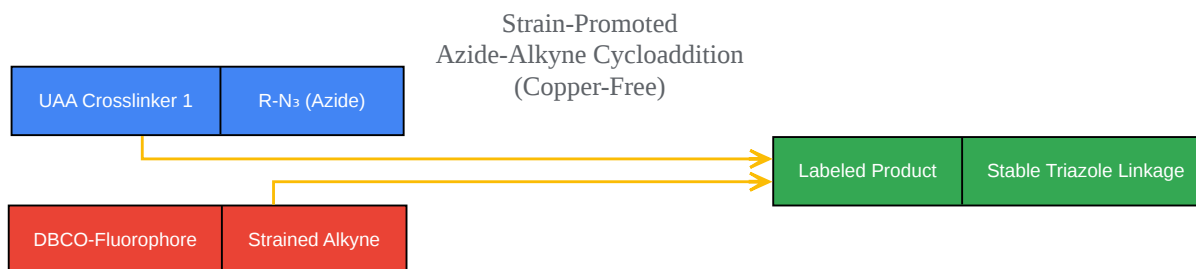 Strain-Promoted
Azide-Alkyne Cycloaddition
(Copper-Free)
UAA Crosslinker 1
R-N₃ (Azide)
Labeled Product
Stable Triazole Linkage
DBCO-Fluorophore
Strained Alkyne